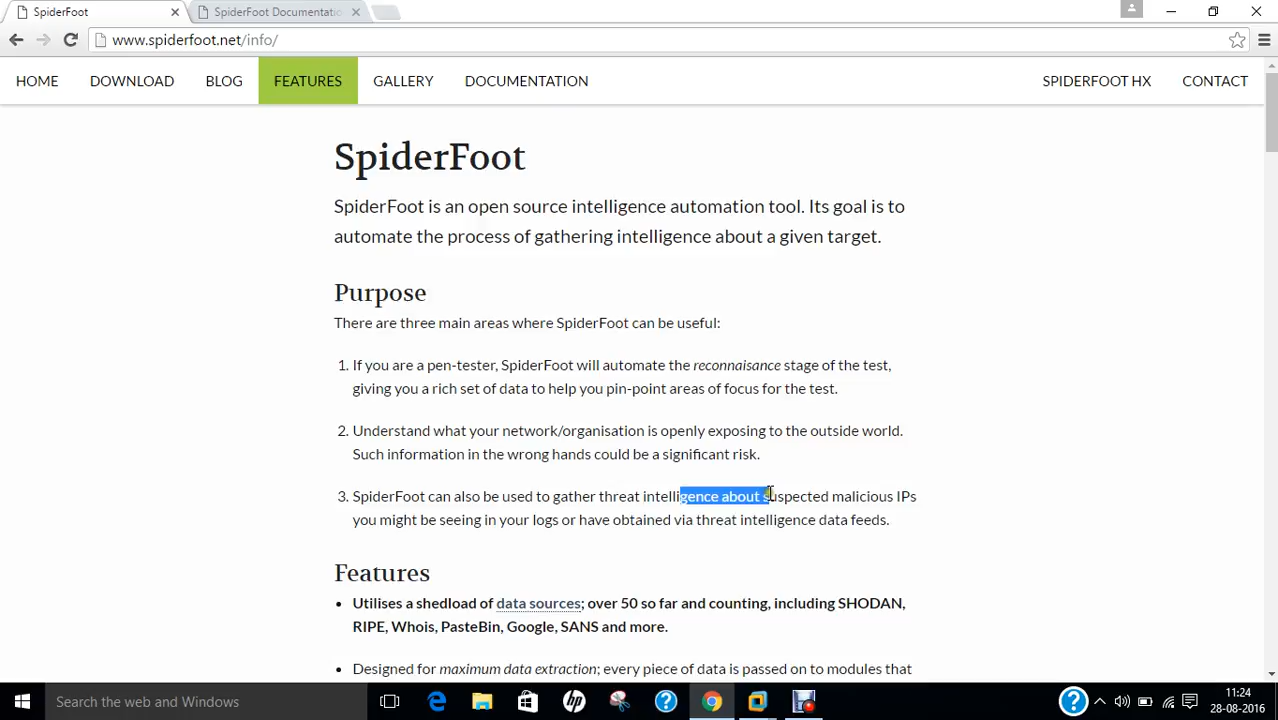 SpiderFoot
SpiderFoot Documentatio
www.spiderfoot.net/info/
HOME DOWNLOAD BLOG FEATURES GALLERY DOCUMENTATION SPIDERFOOT HX CONTACT
SpiderFoot
SpiderFoot is an open source intelligence automation tool. Its goal is to
automate the process of gathering intelligence about a given target.
Purpose
There are three main areas where SpiderFoot can be useful:
1. If you are a pen-tester, SpiderFoot will automate the reconnaisance stage of the test,
giving you a rich set of data to help you pin-point areas of focus for the test.
2. Understand what your network/organisation is openly exposing to the outside world.
Such information in the wrong hands could be a significant risk.
3. SpiderFoot can also be used to gather threat intelligence about suspected malicious IPs
you might be seeing in your logs or have obtained via threat intelligence data feeds.
Features
• Utilises a shedload of data sources; over 50 so far and counting, including SHODAN,
RIPE, Whois, PasteBin, Google, SANS and more.
• Designed for maximum data extraction; every piece of data is passed on to modules that
Search the web and Windows
11:24
28-08-2016